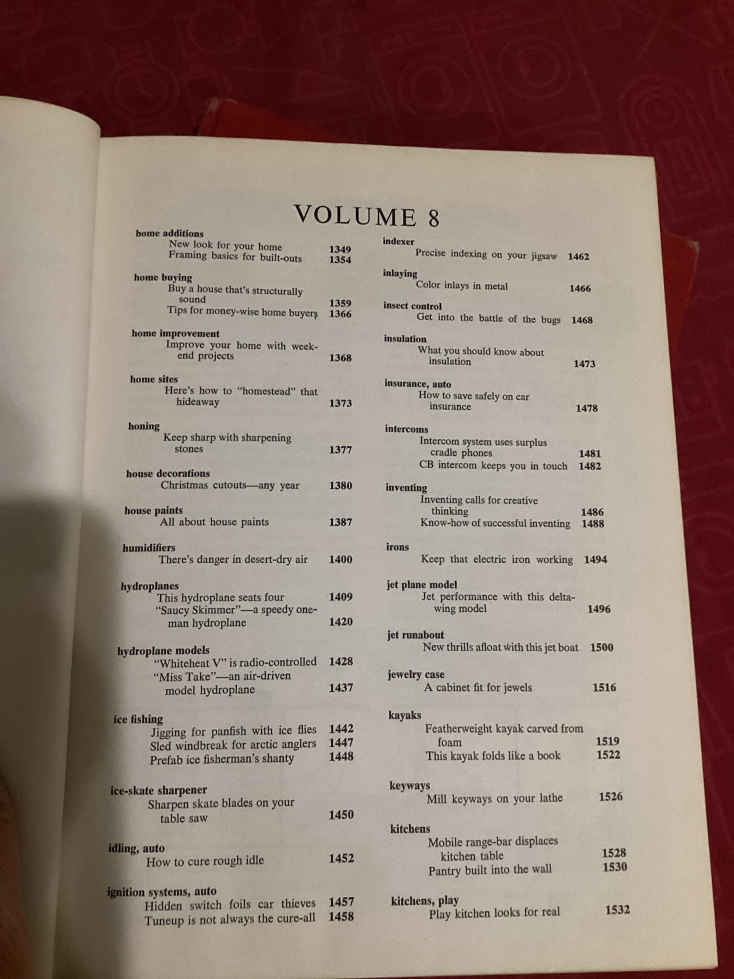 VOLUME 8
home additions
New look for your home 1349
Framing basics for built-outs 1354
home buying
Buy a house that's structurally
sound 1359
Tips for money-wise home buyers 1366
home improvement
Improve your home with week-
end projects 1368
home sites
Here's how to "homestead" that
hideaway 1373
honing
Keep sharp with sharpening
stones 1377
house decorations
Christmas cutouts—any year 1380
house paints
All about house paints 1387
humidifiers
There's danger in desert-dry air 1400
hydroplanes
This hydroplane seats four 1409
"Saucy Skimmer"—a speedy one-
man hydroplane 1420
hydroplane models
"Whiteheat V" is radio-controlled 1428
"Miss Take"—an air-driven
model hydroplane 1437
ice fishing
Jigging for panfish with ice flies 1442
Sled windbreak for arctic anglers 1447
Prefab ice fisherman's shanty 1448
ice-skate sharpener
Sharpen skate blades on your
table saw 1450
idling, auto
How to cure rough idle 1452
ignition systems, auto
Hidden switch foils car thieves 1457
Tuneup is not always the cure-all 1458
indexer
Precise indexing on your jigsaw 1462
inlaying
Color inlays in metal 1466
insect control
Get into the battle of the bugs 1468
insulation
What you should know about
insulation 1473
insurance, auto
How to save safely on car
insurance 1478
intercoms
Intercom system uses surplus
cradle phones 1481
CB intercom keeps you in touch 1482
inventing
Inventing calls for creative
thinking 1486
Know-how of successful inventing 1488
irons
Keep that electric iron working 1494
jet plane model
Jet performance with this delta-
wing model 1496
jet runabout
New thrills afloat with this jet boat 1500
jewelry case
A cabinet fit for jewels 1516
kayaks
Featherweight kayak carved from
foam 1519
This kayak folds like a book 1522
keyways
Mill keyways on your lathe 1526
kitchens
Mobile range-bar displaces
kitchen table 1528
Pantry built into the wall 1530
kitchens, play
Play kitchen looks for real 1532